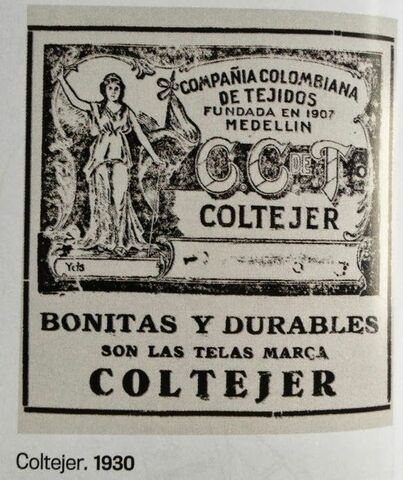 COMPAÑIA COLOMBIANA
DE TEJIDOS
FUNDADA EN 1907
MEDELLIN
C.C. DE T.
COLTEJER
Yds
BONITAS Y DURABLES
SON LAS TELAS MARCA
COLTEJER
Coltejer. 1930